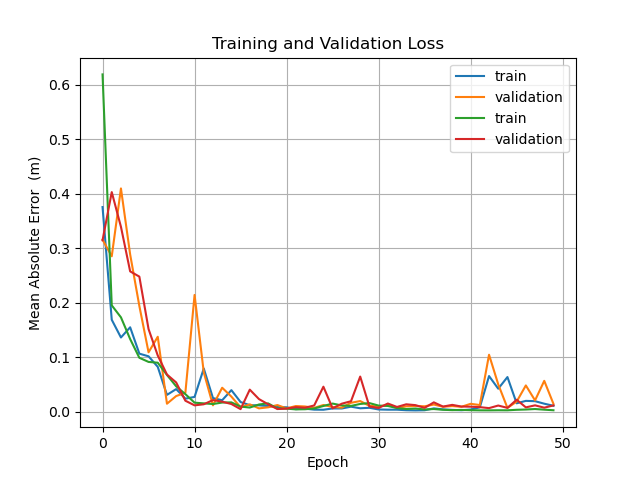 Training and Validation Loss
train
validation
train
validation
0.6
0.5
0.4
0.3
0.2
0.1
0.0
Mean Absolute Error  (m)
0
10
20
30
40
50
Epoch